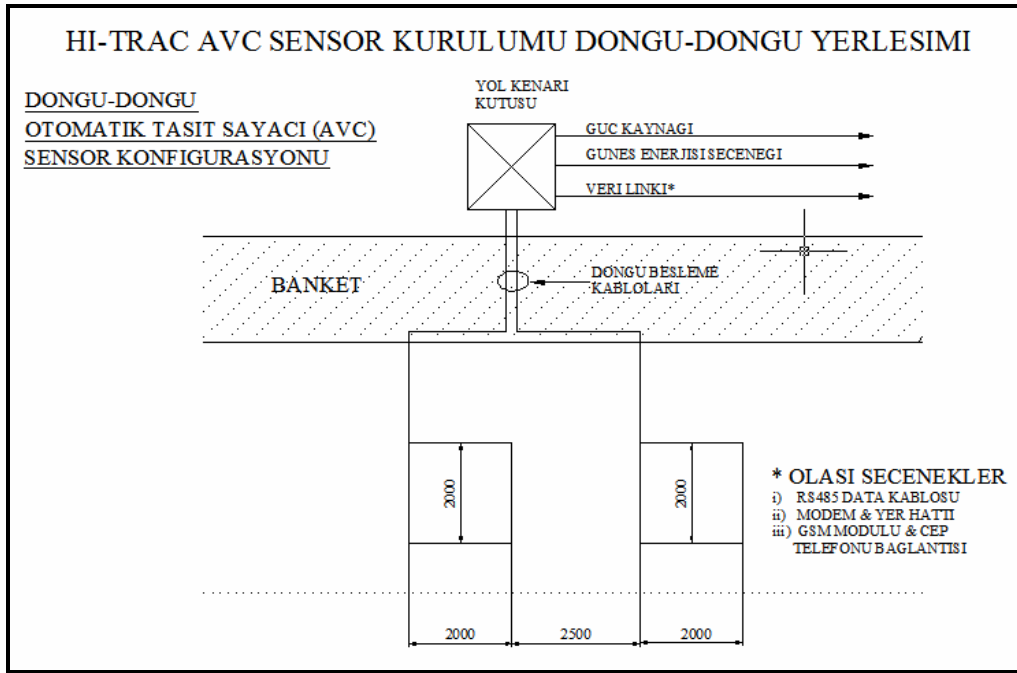 HI-TRAC AVC SENSOR KURULUMU DONGU-DONGU YERLESIMI
DONGU-DONGU
OTOMATIK TASIT SAYACI (AVC)
SENSOR KONFIGURASYONU
YOL KENARI
KUTUSU
GUC KAYNAGI
GUNES ENERJISI SECENEGI
VERI LINKI*
BANKET
DONGU BESLEME
KABLOLARI
2000
2000
* OLASI SECENEKLER
i) RS485 DATA KABLOSU
ii) MODEM & YER HATTI
iii) GSM MODULU & CEP
TELEFONU BAGLANTISI
2000
2500
2000